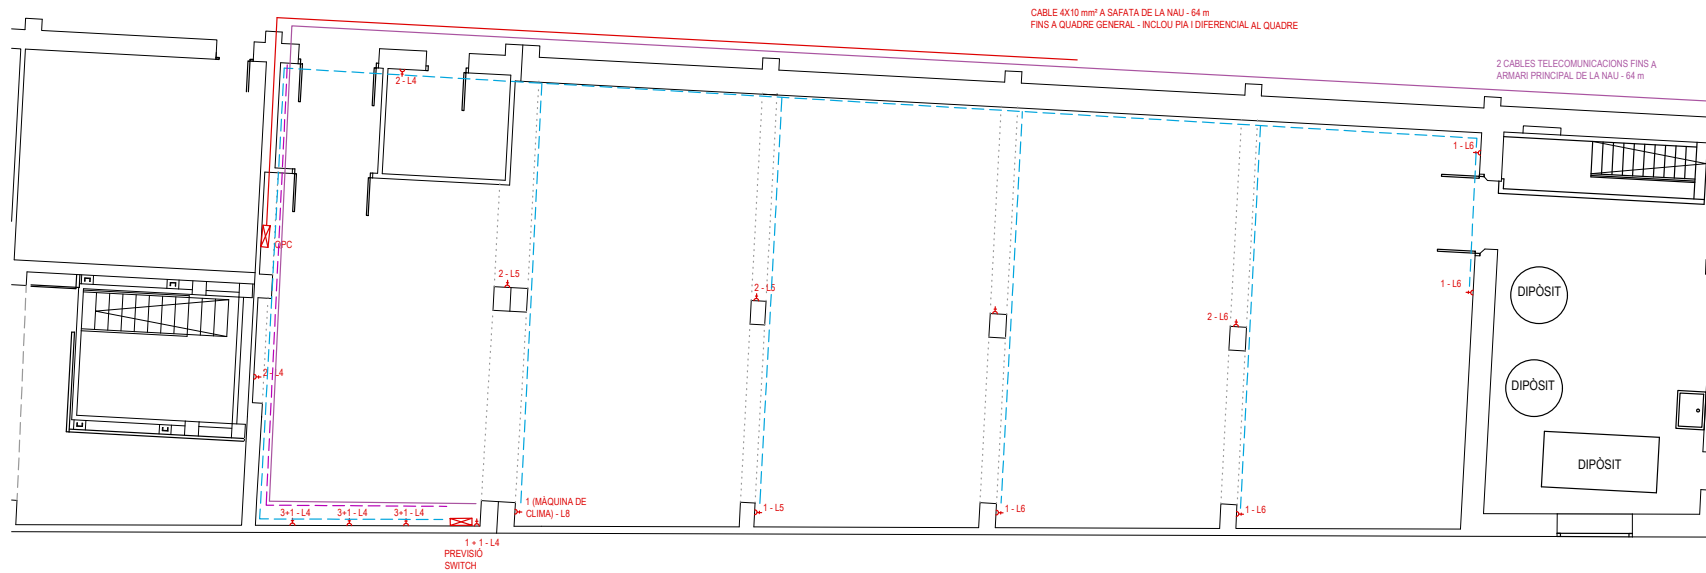 CABLE 4X10 mm² A SAFATA DE LA NAU - 64 m
FINS A QUADRE GENERAL - INCLOU PIA I DIFERENCIAL AL QUADRE
2 CABLES TELECOMUNICACIONS FINS A
ARMARI PRINCIPAL DE LA NAU - 64 m
2 - L4
1 - L6
2 - L5
2 - L5
1 - L6
DIPÒSIT
2 - L6
2 - L4
DIPÒSIT
DIPÒSIT
1 (MÀQUINA DE
CLIMA) - L8
3+1 - L4
3+1 - L4
3+1 - L4
1 - L5
1 - L6
1 - L6
1 + 1 - L4
PREVISIÓ
SWITCH